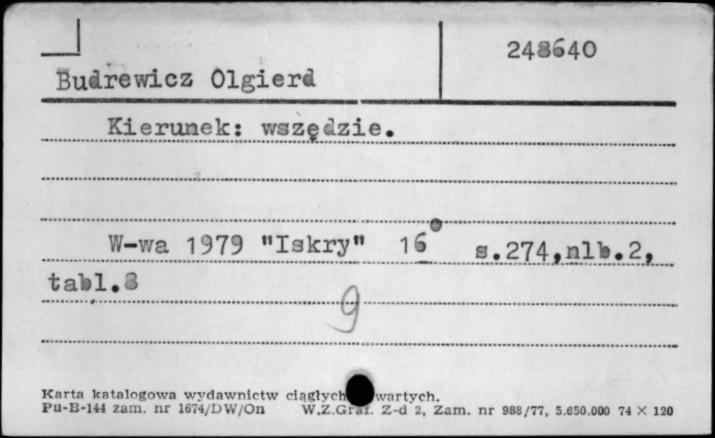 248640
Budrewicz Olgierd
Kierunek: wszędzie.
W-wa 1979 "Iskry" 16° s.274,nlb.2,
tabl.8
9
Karta katalogowa wydawnictw ciągłych wartych.
Pu-B-144 zam. nr 1674/DW/On W.Z.Graf. Z-d 2, Zam. nr 988/77, 5.650.000 74 × 120